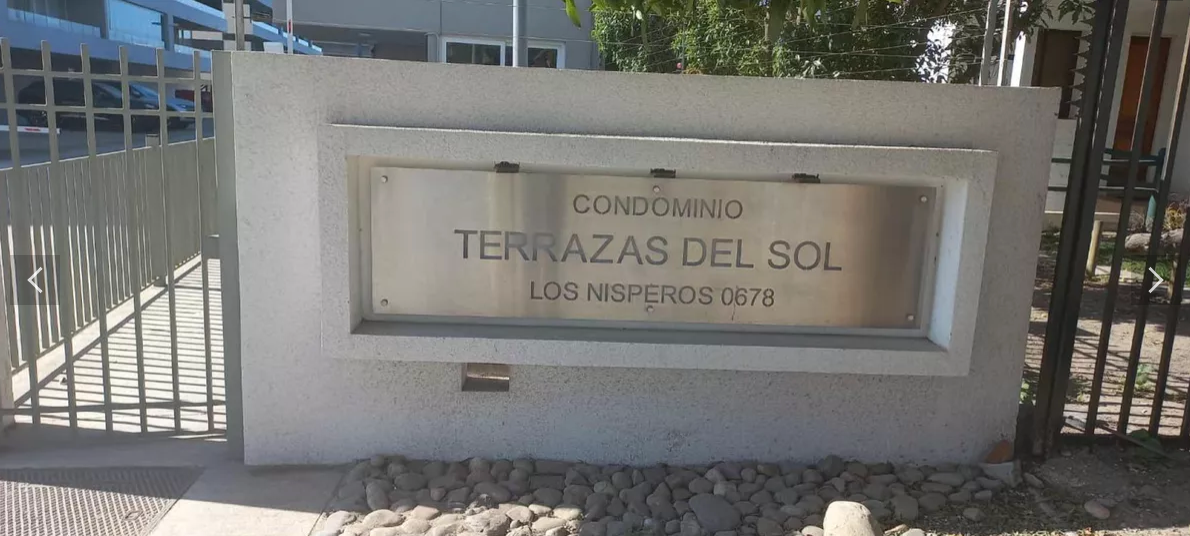 CONDOMINIO
TERRAZAS DEL SOL
LOS NISPEROS 0678